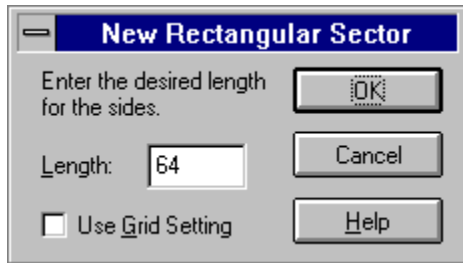 New Rectangular Sector
Enter the desired length
for the sides.
OK
Length: 64
Cancel
Use Grid Setting
Help